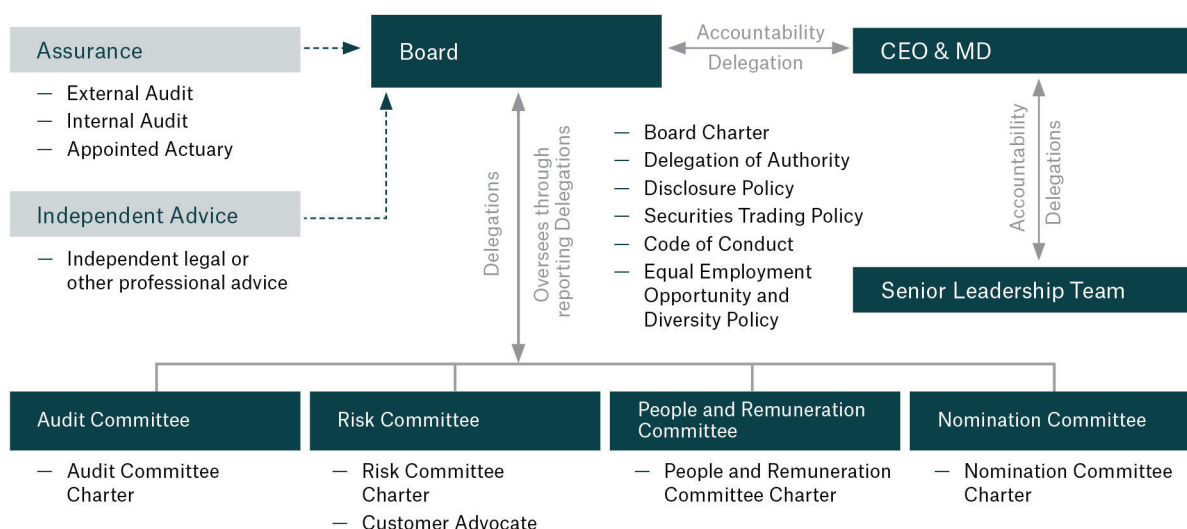 Assurance
— External Audit
— Internal Audit
— Appointed Actuary
Independent Advice
— Independent legal or
other professional advice
Board
Accountability
Delegation
CEO & MD
Accountability
Delegations
Senior Leadership Team
Delegations
Oversees through
reporting Delegations
— Board Charter
— Delegation of Authority
— Disclosure Policy
— Securities Trading Policy
— Code of Conduct
— Equal Employment
Opportunity and
Diversity Policy
Audit Committee
— Audit Committee
Charter
Risk Committee
— Risk Committee
Charter
— Customer Advocate
People and Remuneration
Committee
— People and Remuneration
Committee Charter
Nomination Committee
— Nomination Committee
Charter